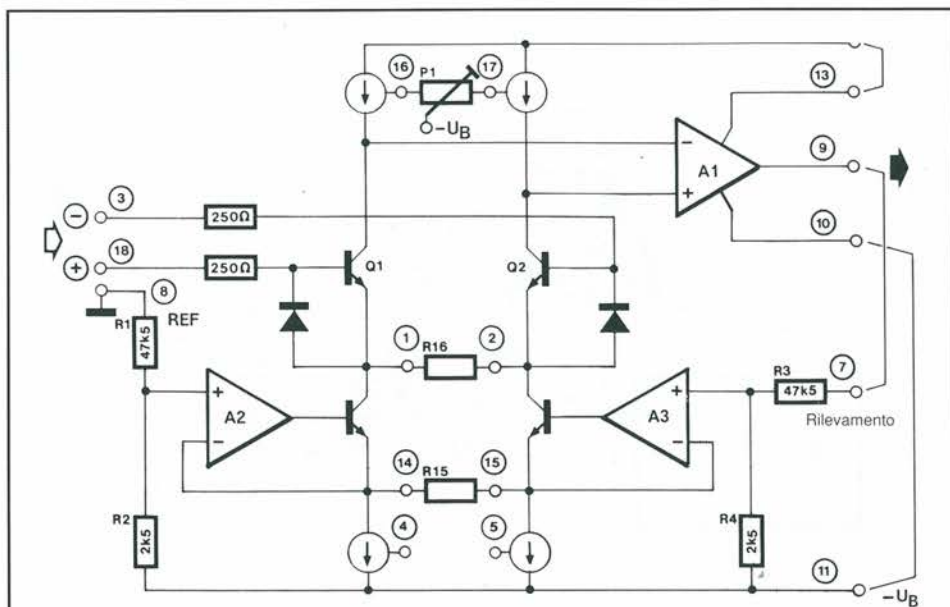 16 P1 17
-UB
13
- A1 9
+
10
- 3 250Ω
+ 18 250Ω Q1 Q2
8
REF
R1 47k5
1 R16 2
R3 47k5 7
Rilevamento
+ A2 -
+ A3 -
14 R15 15
R2 2k5
4 5
R4 2k5
11
-UB